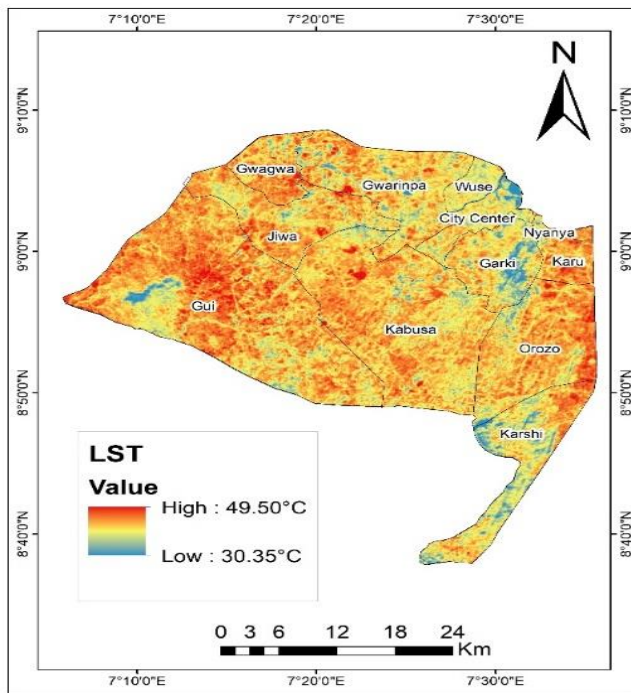 7°10'0"E 7°20'0"E 7°30'0"E
N
9°10'0"N 9°10'0"N
Gwagwa
Gwarinpa
Wuse
City Center
Nyanya
Jiwa
9°0'0"N 9°0'0"N
Garki
Karu
Gui
Kabusa
Orozo
8°50'0"N 8°50'0"N
Karshi
LST
Value
High : 49.50°C
Low : 30.35°C
8°40'0"N 8°40'0"N
0 3 6 12 18 24
Km
7°10'0"E 7°20'0"E 7°30'0"E